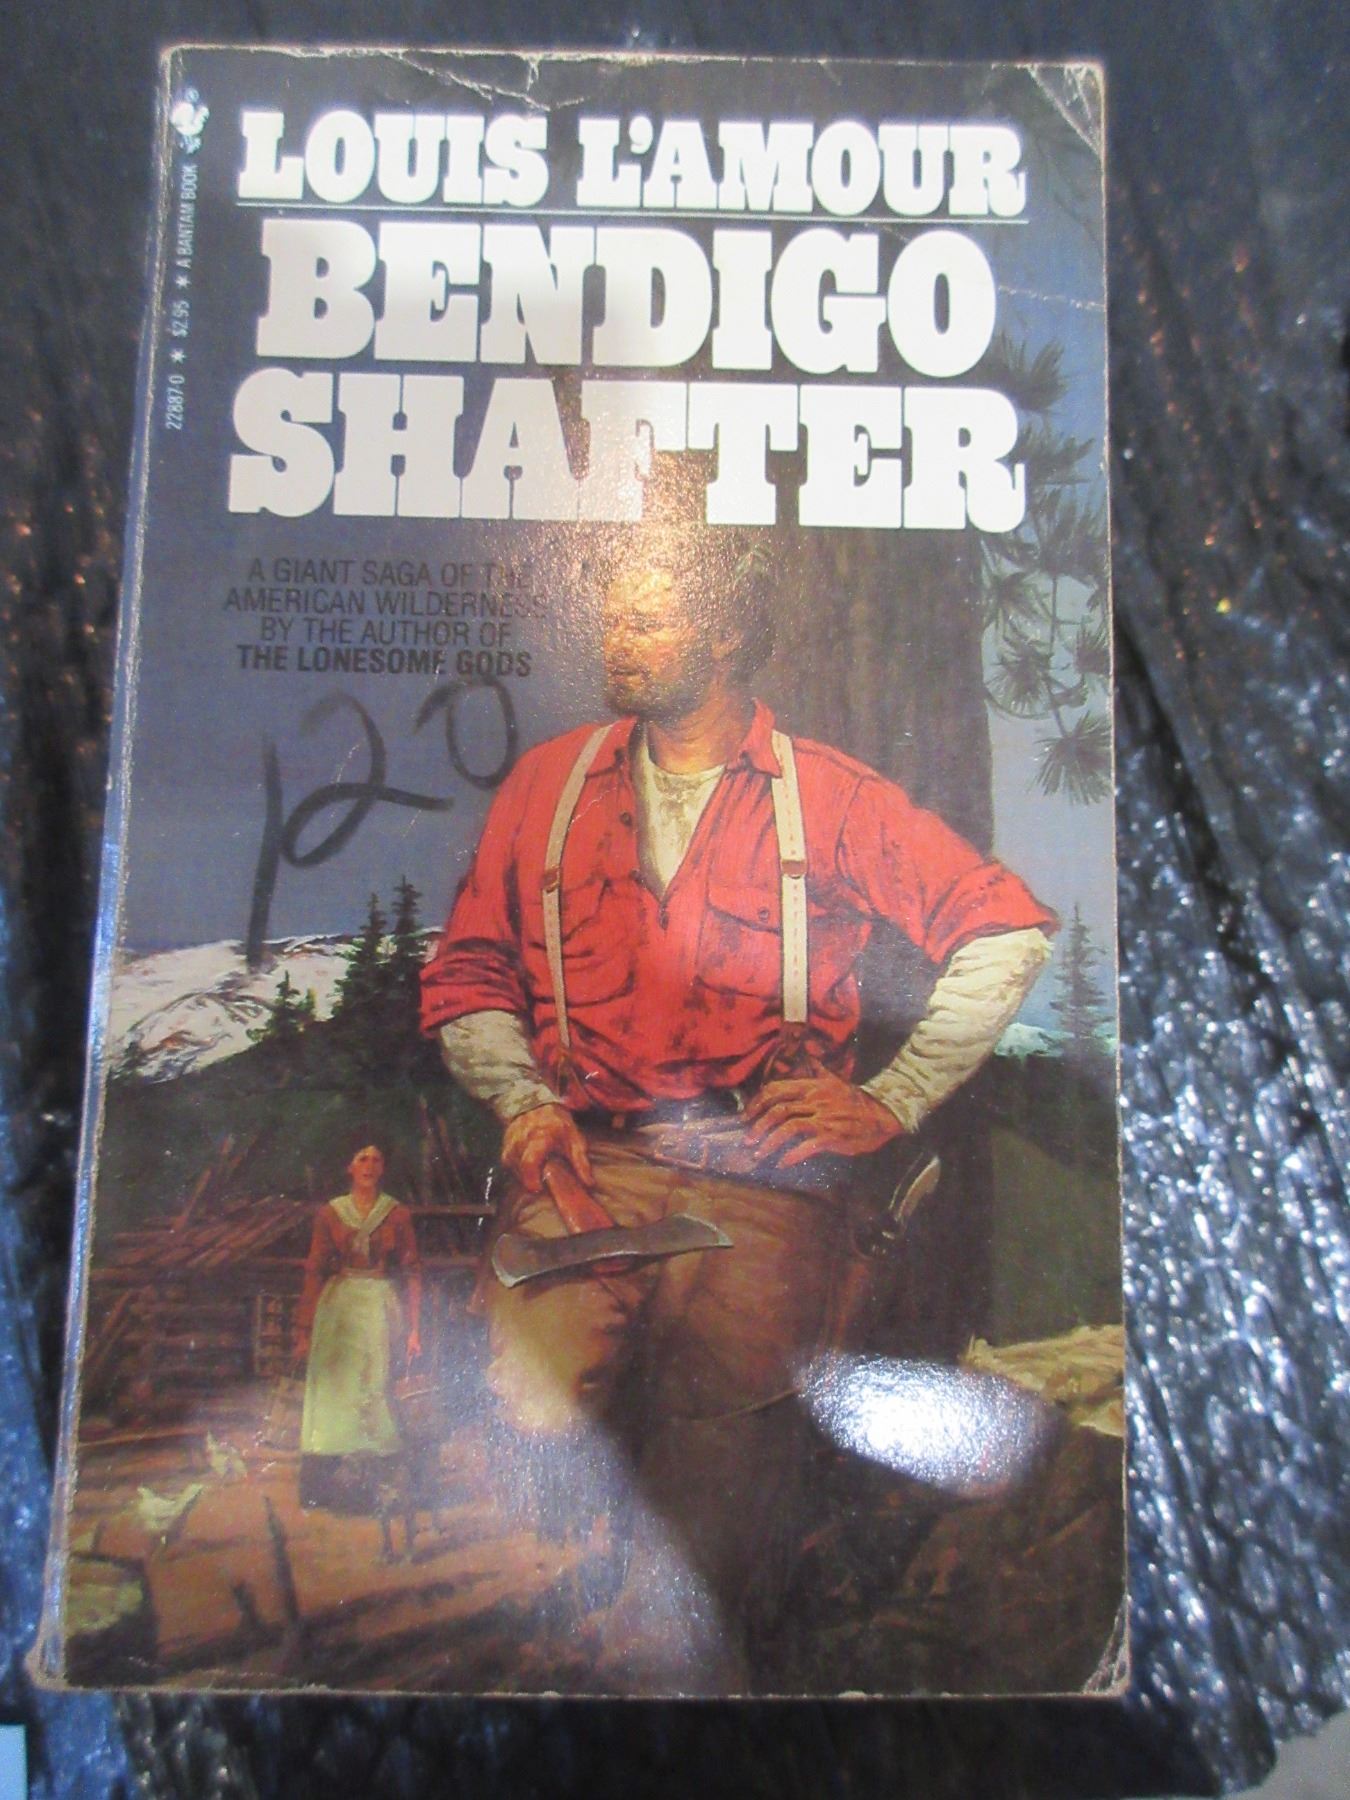 LOUIS L'AMOUR
BENDIGO
SHAFTER
A GIANT SAGA OF THE
AMERICAN WILDERNESS
BY THE AUTHOR OF
THE LONESOME GODS
120
22887-0 ★ $2.95 ★ A BANTAM BOOK